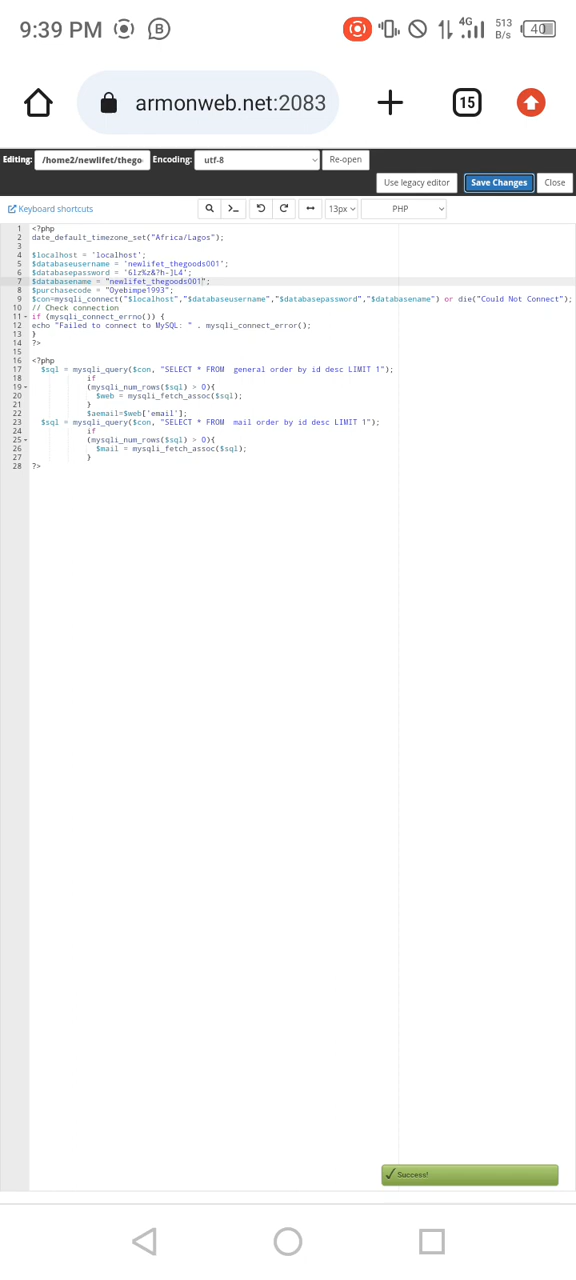 9:39 PM B 4G 513 B/s 40
armonweb.net:2083 15
Editing: /home2/newlifet/thego Encoding: utf-8 Re-open
Use legacy editor Save Changes Close
Keyboard shortcuts 13px PHP
1 <?php
2 date_default_timezone_set("Africa/Lagos");
3
4 $localhost = 'localhost';
5 $databaseusername = 'newlifet_thegoods001';
6 $databasepassword = '6lz%z&?h-]L4';
7 $databasename = "newlifet_thegoods001";
8 $purchasecode = "Oyebimpe1993";
9 $con=mysqli_connect("$localhost","$databaseusername","$databasepassword","$databasename") or die("Could Not Connect");
10 // Check connection
11 if (mysqli_connect_errno()) {
12 echo "Failed to connect to MySQL: " . mysqli_connect_error();
13 }
14 ?>
15
16 <?php
17 $sql = mysqli_query($con, "SELECT * FROM  general order by id desc LIMIT 1");
18 if
19 (mysqli_num_rows($sql) > 0){
20 $web = mysqli_fetch_assoc($sql);
21 }
22 $aemail=$web['email'];
23 $sql = mysqli_query($con, "SELECT * FROM  mail order by id desc LIMIT 1");
24 if
25 (mysqli_num_rows($sql) > 0){
26 $mail = mysqli_fetch_assoc($sql);
27 }
28 ?>
Success!